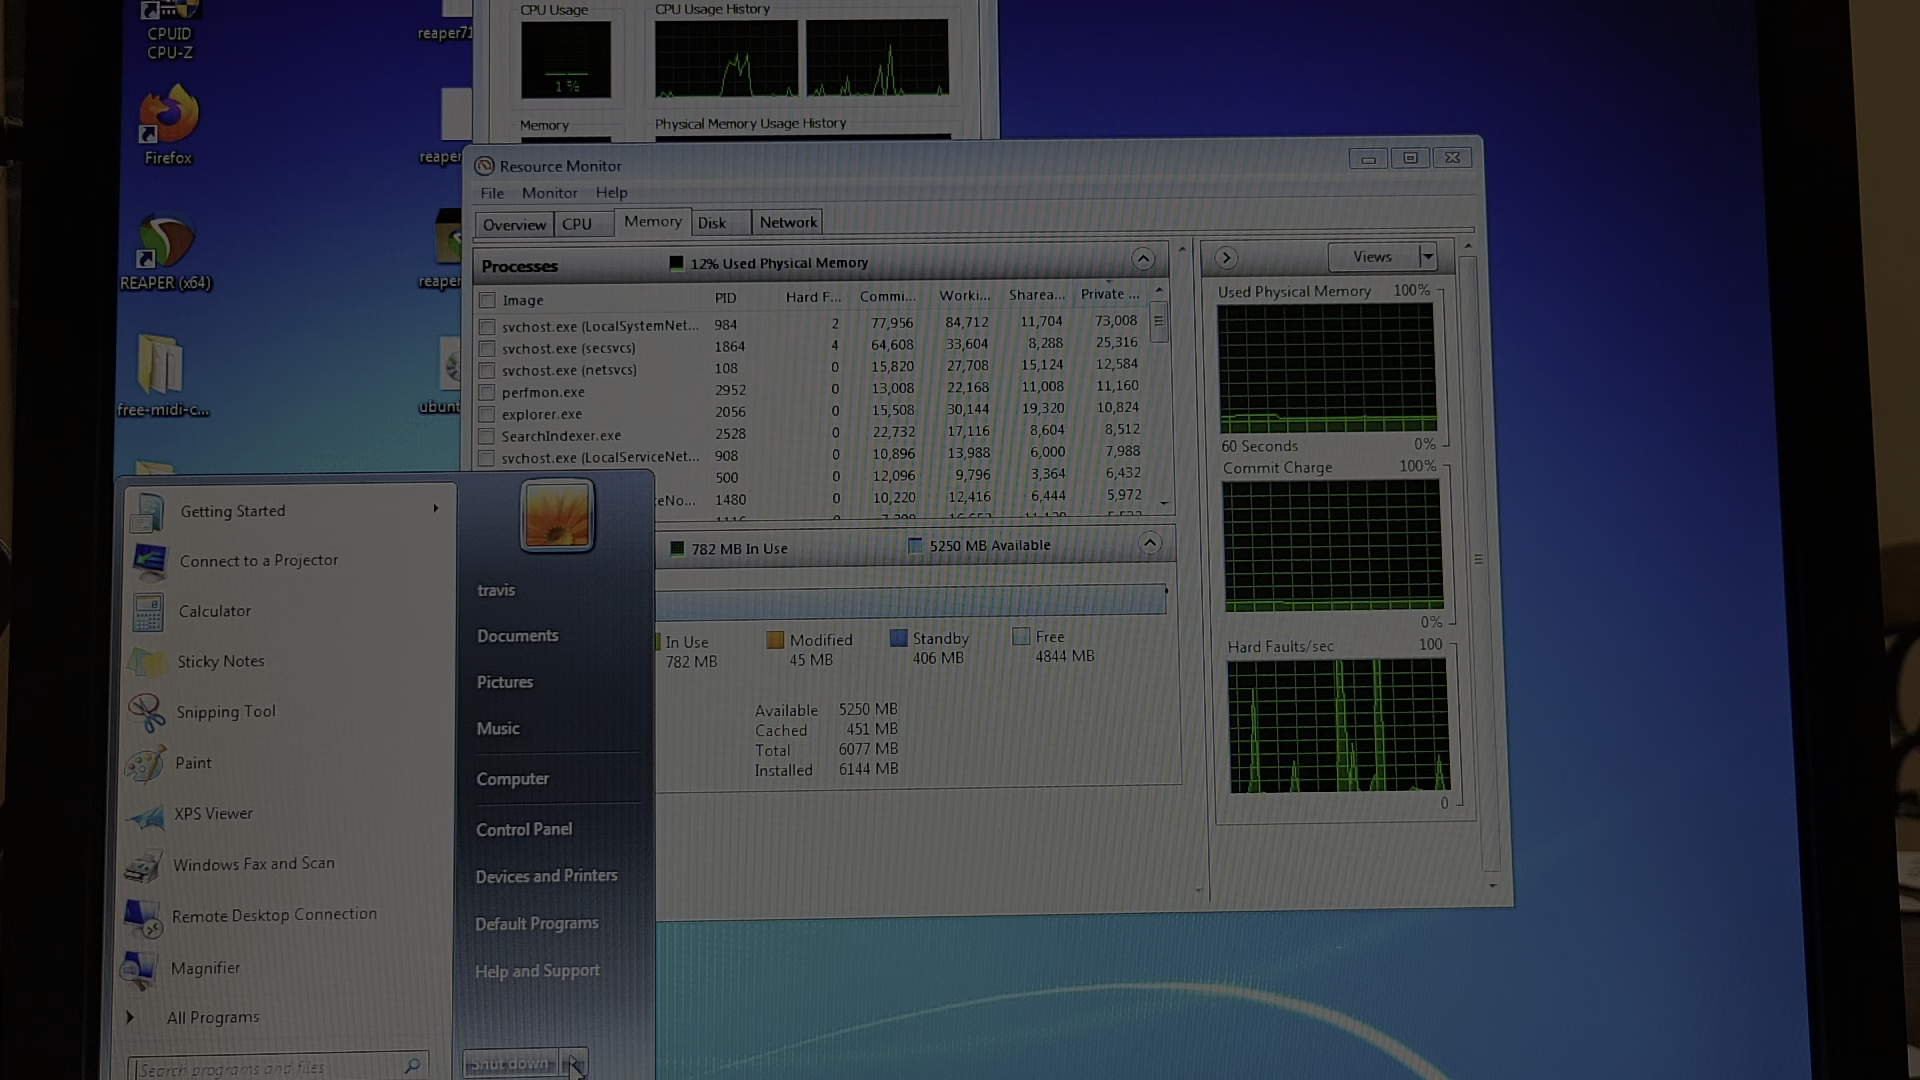 CPUID
CPU-Z
Firefox
REAPER (x64)
free-midi-c...
reaper71
reaper
reaper
ubunt
CPU Usage
CPU Usage History
1 %
Memory
Physical Memory Usage History
Resource Monitor
File Monitor Help
Overview CPU Memory Disk Network
Processes 12% Used Physical Memory
Image PID Hard F... Commi... Worki... Sharea... Private ...
svchost.exe (LocalSystemNet... 984 2 77,956 84,712 11,704 73,008
svchost.exe (secsvcs) 1864 4 64,608 33,604 8,288 25,316
svchost.exe (netsvcs) 108 0 15,820 27,708 15,124 12,584
perfmon.exe 2952 0 13,008 22,168 11,008 11,160
explorer.exe 2056 0 15,508 30,144 19,320 10,824
SearchIndexer.exe 2528 0 22,732 17,116 8,604 8,512
svchost.exe (LocalServiceNet... 908 0 10,896 13,988 6,000 7,988
500 0 12,096 9,796 3,364 6,432
eNo... 1480 0 10,220 12,416 6,444 5,972
782 MB In Use 5250 MB Available
In Use Modified Standby Free
782 MB 45 MB 406 MB 4844 MB
Available 5250 MB
Cached 451 MB
Total 6077 MB
Installed 6144 MB
Views
Used Physical Memory 100%
60 Seconds 0%
Commit Charge 100%
0%
Hard Faults/sec 100
0
Getting Started
Connect to a Projector
Calculator
Sticky Notes
Snipping Tool
Paint
XPS Viewer
Windows Fax and Scan
Remote Desktop Connection
Magnifier
All Programs
Search programs and files
travis
Documents
Pictures
Music
Computer
Control Panel
Devices and Printers
Default Programs
Help and Support
Shut down